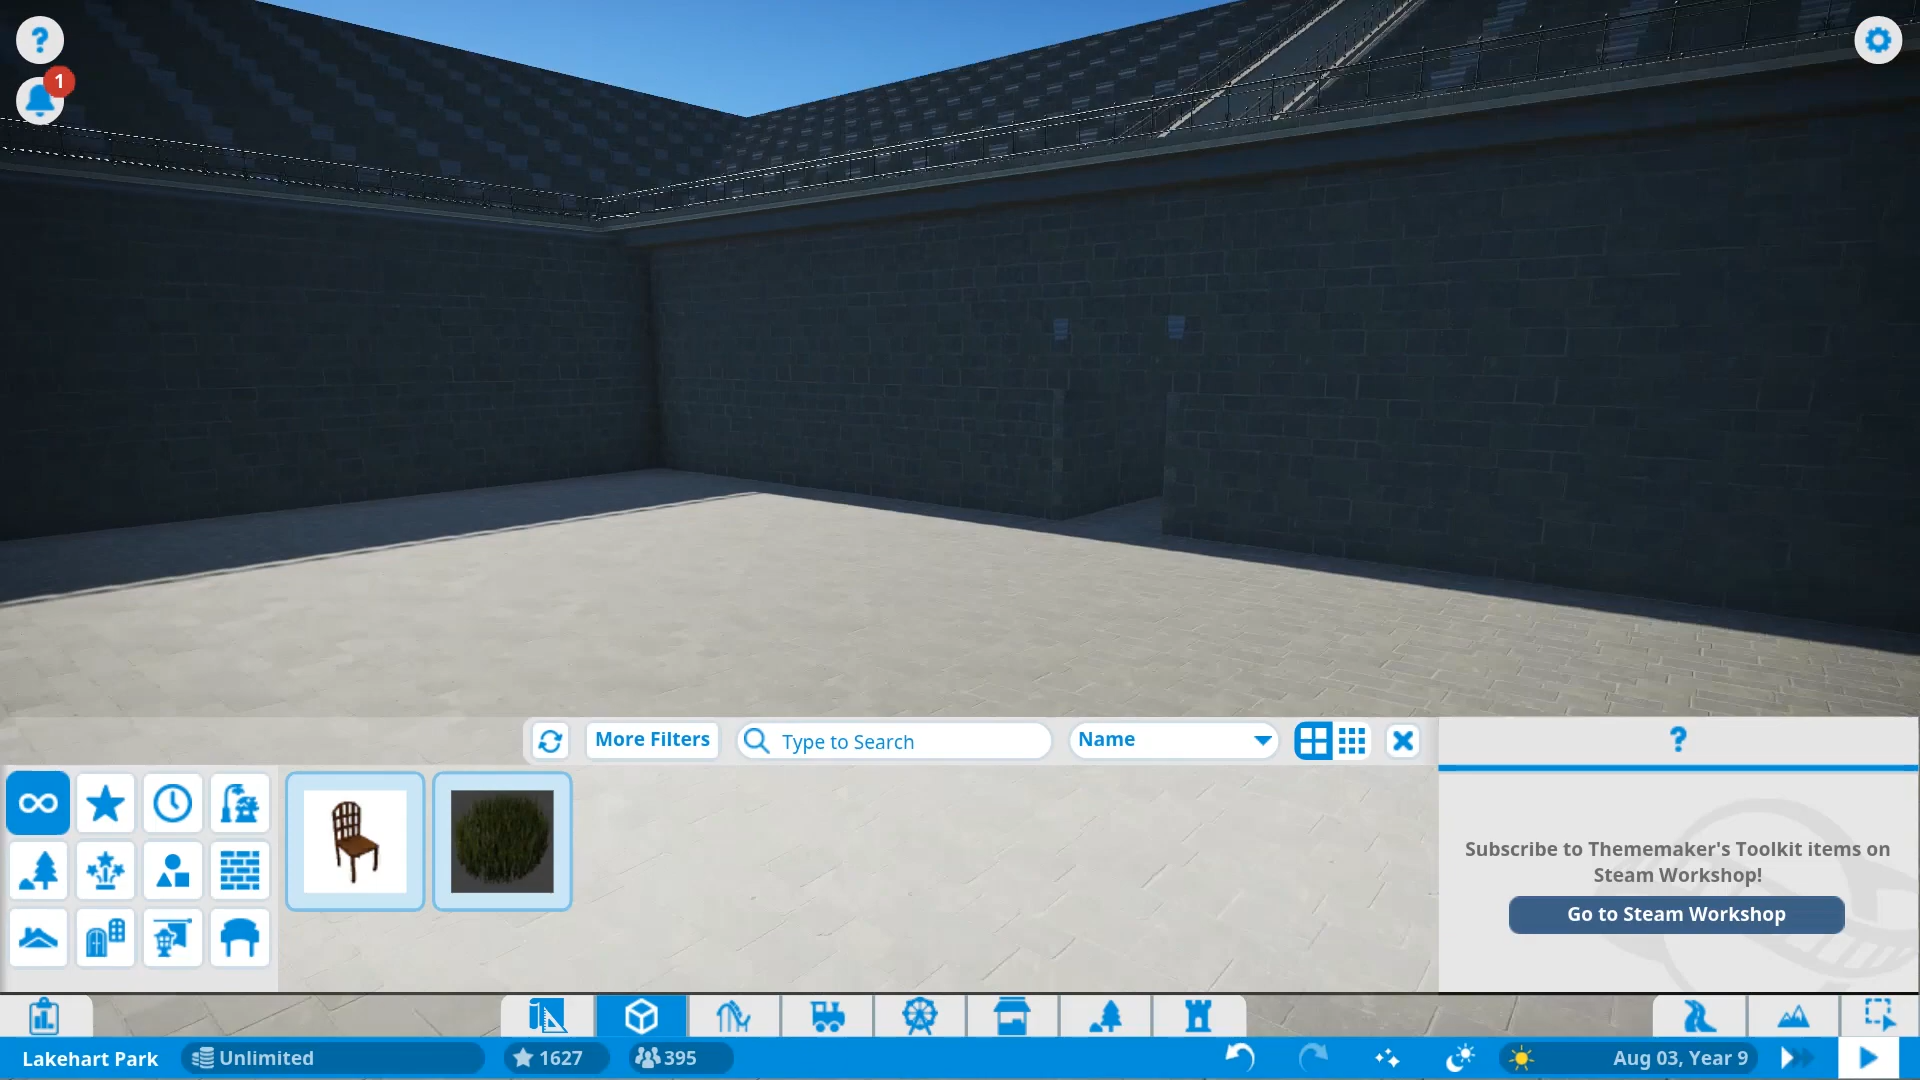 ?
1
More Filters
Type to Search
Name
?
Subscribe to Thememaker's Toolkit items on
Steam Workshop!
Go to Steam Workshop
Lakehart Park
Unlimited
1627
395
Aug 03, Year 9